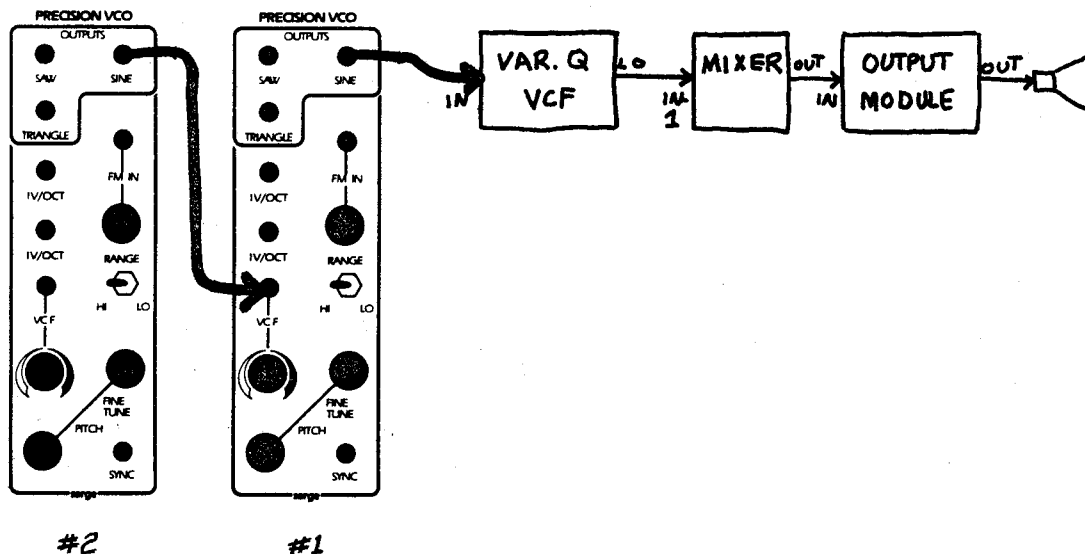 PRECISION VCO
OUTPUTS
SAW
SINE
TRIANGLE
FM IN
1V/OCT
1V/OCT
RANGE
HI
LO
VCF
FINE
TUNE
PITCH
SYNC
serge
#2
PRECISION VCO
OUTPUTS
SAW
SINE
TRIANGLE
FM IN
1V/OCT
1V/OCT
RANGE
HI
LO
VCF
FINE
TUNE
PITCH
SYNC
serge
#1
IN
VAR. Q
VCF
LO
IN
1
MIXER
OUT
IN
OUTPUT
MODULE
OUT